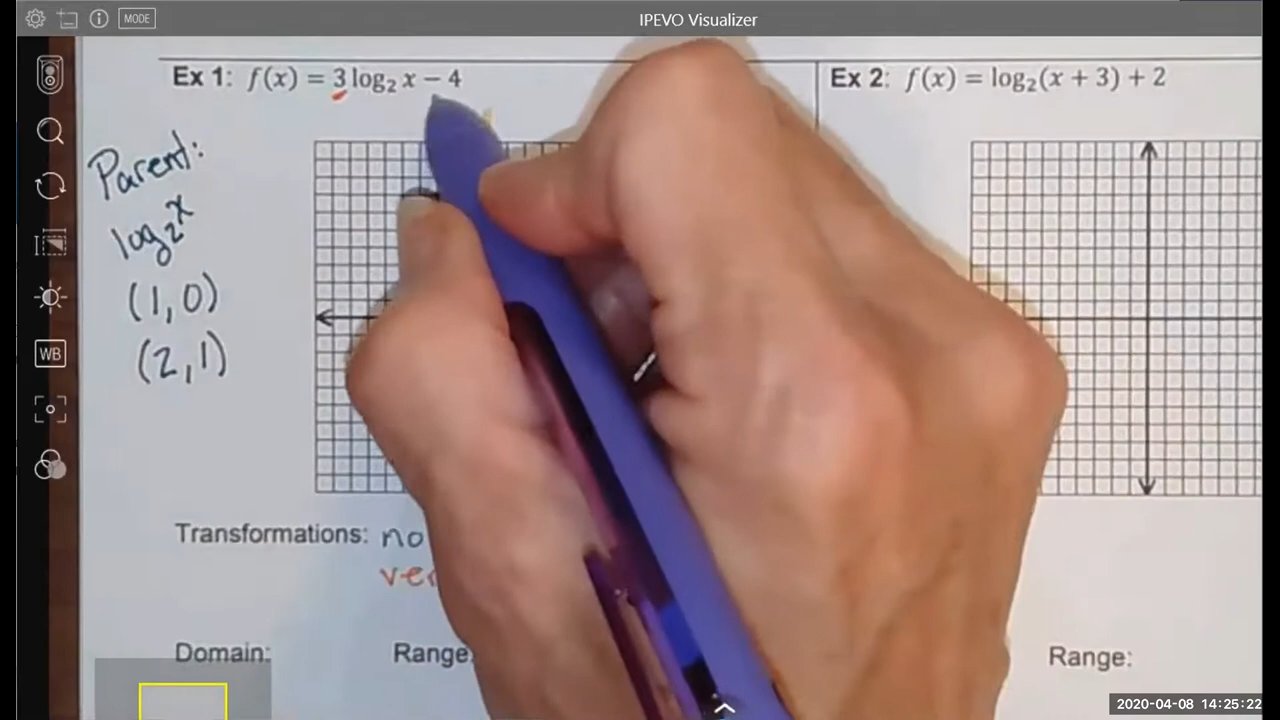 IPEVO Visualizer
MODE
Ex 1: f(x) = 3 log₂ x − 4
Ex 2: f(x) = log₂(x + 3) + 2
Parent:
log₂x
(1,0)
(2,1)
WB
Transformations: no
Domain:
Range:
Range:
2020-04-08 14:25:22